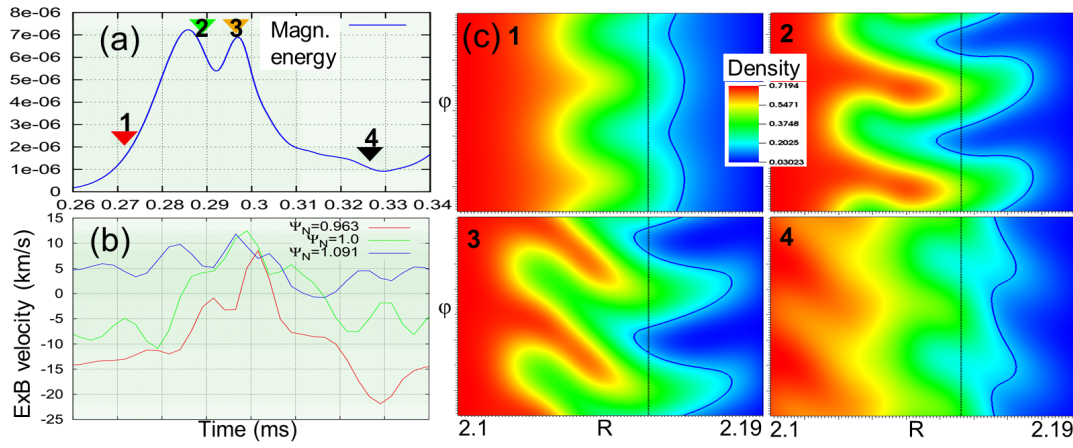 8e-06
7e-06
6e-06
5e-06
4e-06
3e-06
2e-06
1e-06
0
(a)
Magn.
energy
1
2
3
4
0.26 0.27 0.28 0.29 0.3 0.31 0.32 0.33 0.34
(b)
ΨN=0.963
ΨN=1.0
ΨN=1.091
15
10
5
0
-5
-10
-15
-20
-25
ExB velocity (km/s)
Time (ms)
(c) 1
2
Density
0.7194
0.5471
0.3748
0.2025
0.03023
φ
3
4
φ
2.1 R 2.19
2.1 R 2.19